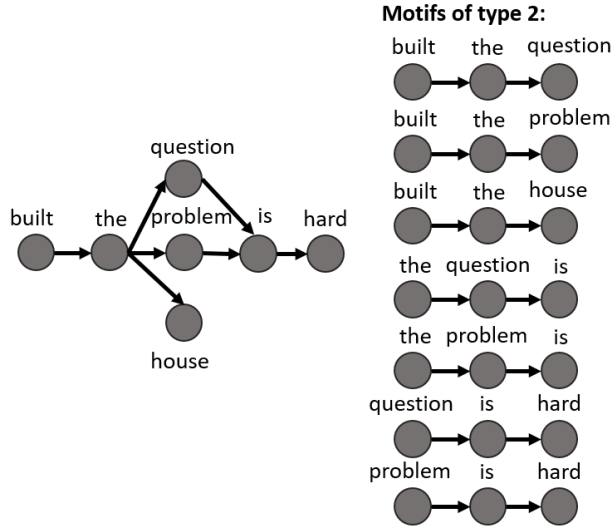 Motifs of type 2:
question
built the problem is hard
house
built the question
built the problem
built the house
the question is
the problem is
question is hard
problem is hard